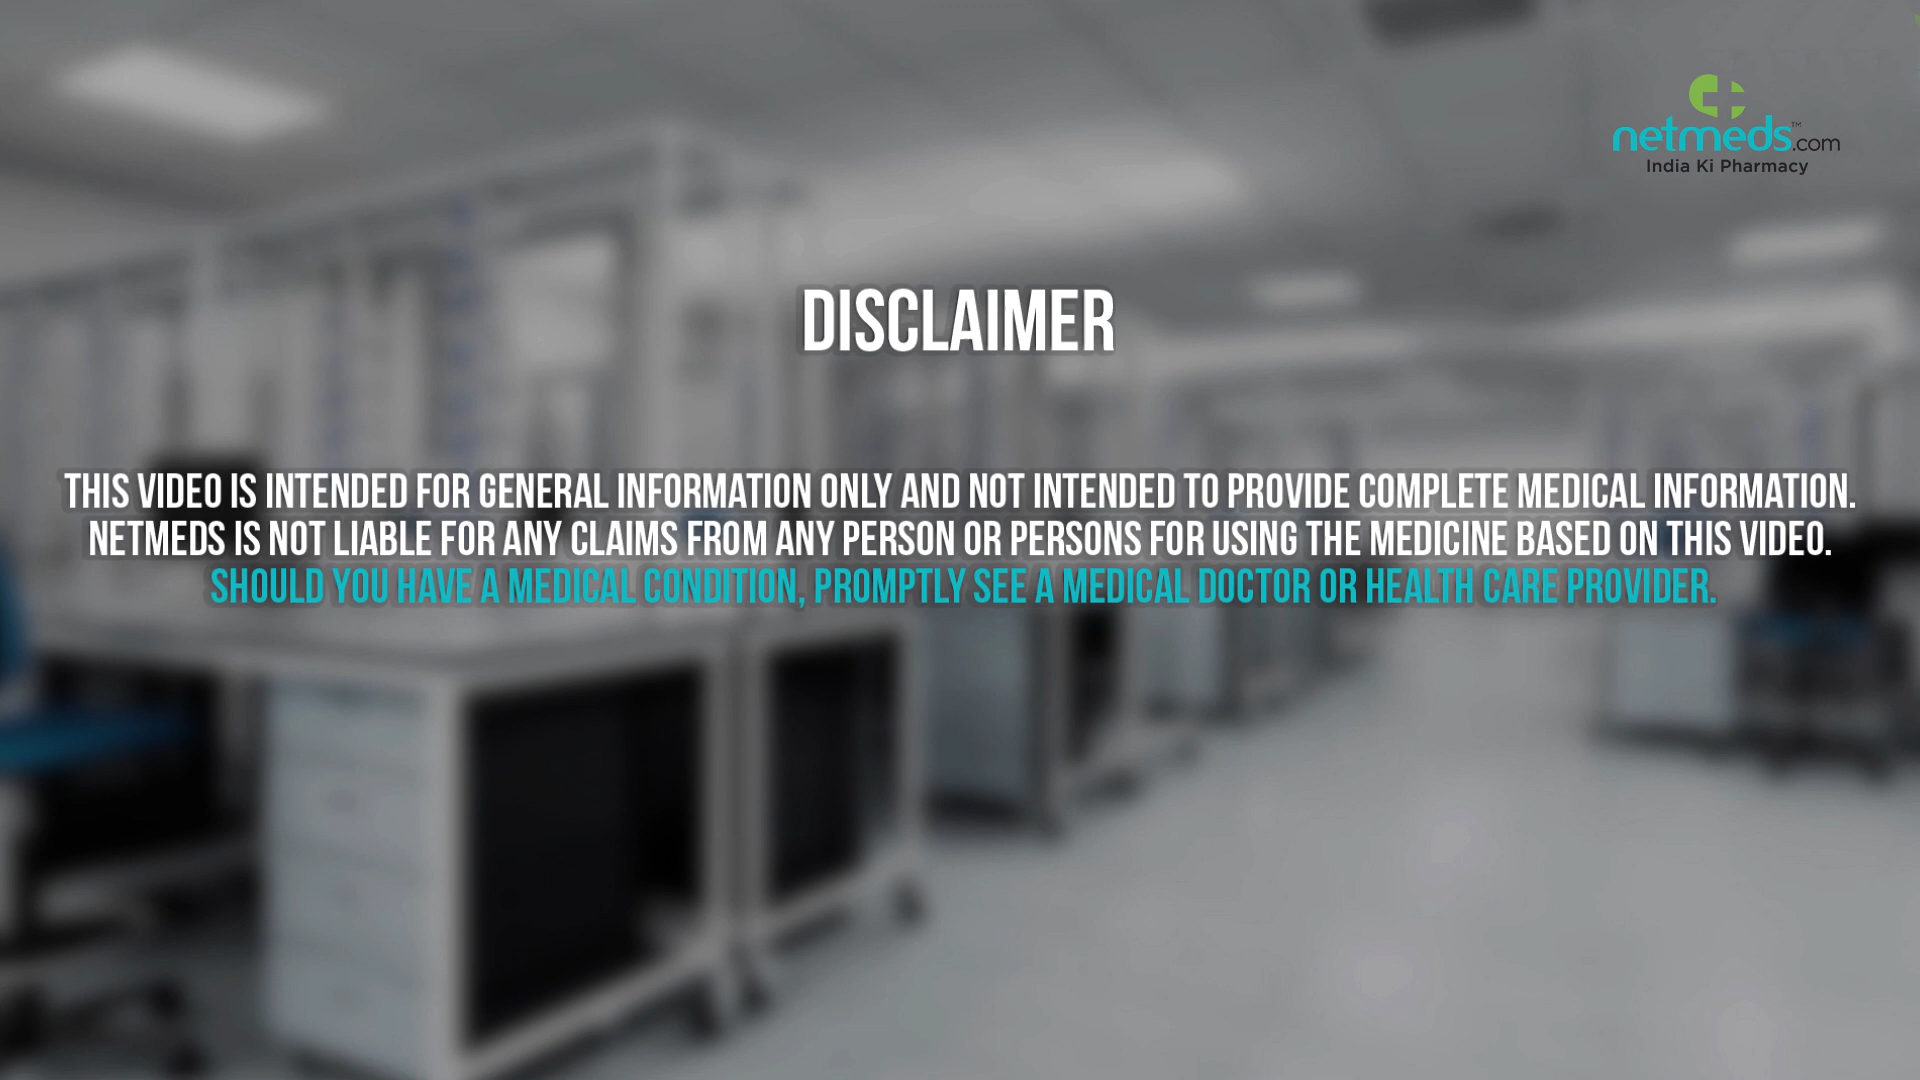 netmeds™.com
India Ki Pharmacy
DISCLAIMER
THIS VIDEO IS INTENDED FOR GENERAL INFORMATION ONLY AND NOT INTENDED TO PROVIDE COMPLETE MEDICAL INFORMATION.
NETMEDS IS NOT LIABLE FOR ANY CLAIMS FROM ANY PERSON OR PERSONS FOR USING THE MEDICINE BASED ON THIS VIDEO.
SHOULD YOU HAVE A MEDICAL CONDITION, PROMPTLY SEE A MEDICAL DOCTOR OR HEALTH CARE PROVIDER.